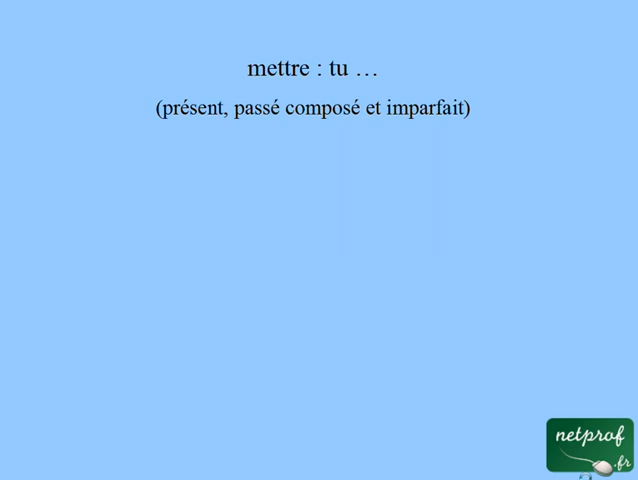 mettre : tu …
(présent, passé composé et imparfait)
netprof
.fr